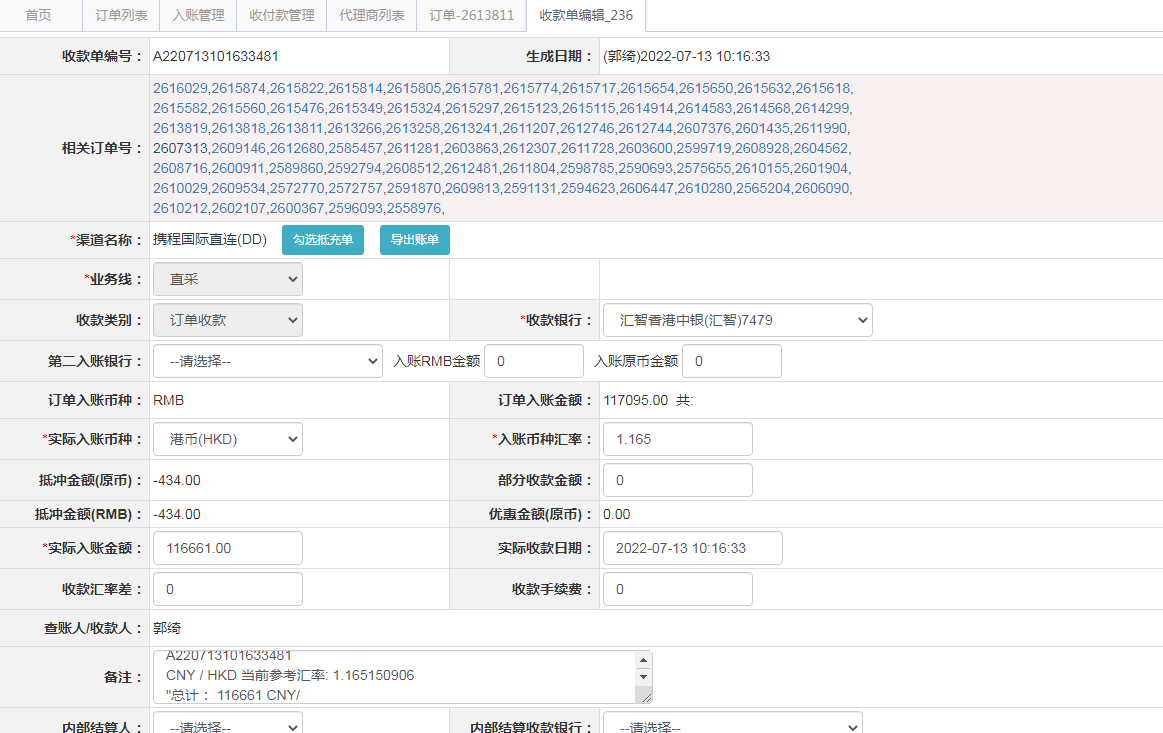 首页 订单列表 入账管理 收付款管理 代理商列表 订单-2613811 收款单编辑_236
收款单编号： A220713101633481 生成日期： (郭绮)2022-07-13 10:16:33
2616029,2615874,2615822,2615814,2615805,2615781,2615774,2615717,2615654,2615650,2615632,2615618,
2615582,2615560,2615476,2615349,2615324,2615297,2615123,2615115,2614914,2614583,2614568,2614299,
2613819,2613818,2613811,2613266,2613258,2613241,2611207,2612746,2612744,2607376,2601435,2611990,
相关订单号： 2607313,2609146,2612680,2585457,2611281,2603863,2612307,2611728,2603600,2599719,2608928,2604562,
2608716,2600911,2589860,2592794,2608512,2612481,2611804,2598785,2590693,2575655,2610155,2601904,
2610029,2609534,2572770,2572757,2591870,2609813,2591131,2594623,2606447,2610280,2565204,2606090,
2610212,2602107,2600367,2596093,2558976,
*渠道名称： 携程国际直连(DD) 勾选抵充单 导出账单
*业务线： 直采
收款类别： 订单收款 *收款银行： 汇智香港中银(汇智)7479
第二入账银行： --请选择-- 入账RMB金额 0 入账原币金额 0
订单入账币种： RMB 订单入账金额： 117095.00 共:
*实际入账币种： 港币(HKD) *入账币种汇率： 1.165
抵冲金额(原币)： -434.00 部分收款金额： 0
抵冲金额(RMB)： -434.00 优惠金额(原币)： 0.00
*实际入账金额： 116661.00 实际收款日期： 2022-07-13 10:16:33
收款汇率差： 0 收款手续费： 0
查账人/收款人： 郭绮
A220713101633481
备注： CNY / HKD 当前参考汇率: 1.165150906
"总计： 116661 CNY/
内部结算人： --请选择-- 内部结算收款银行： --请选择--